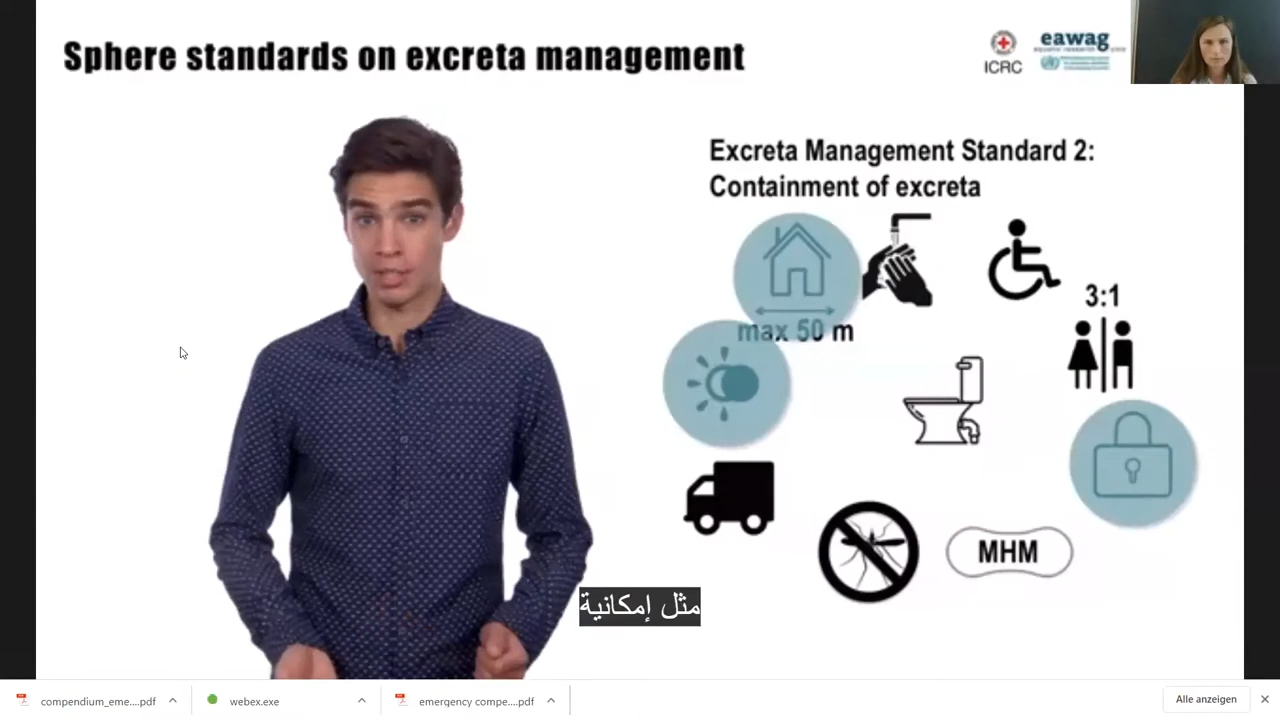 Sphere standards on excreta management
ICRC
eawag
Excreta Management Standard 2:
Containment of excreta
max 50 m
3:1
MHM
مثل إمكانية
compendium_eme....pdf
webex.exe
emergency compe....pdf
Alle anzeigen